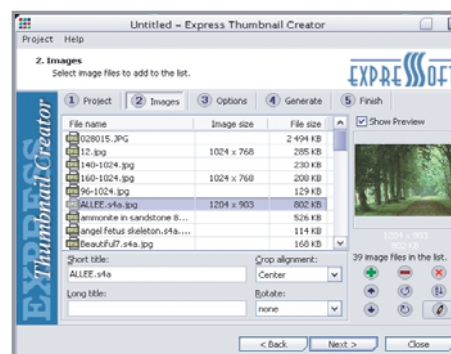 Untitled - Express Thumbnail Creator
Project Help
2. Images
Select image files to add to the list.
EXPRESSSOFT
1 Project 2 Images 3 Options 4 Generate 5 Finish
File name Image size File size
028015.JPG 2 494 KB
12.jpg 1024 x 768 285 KB
140-1024.jpg 230 KB
160-1024.jpg 1024 x 768 208 KB
96-1024.jpg 129 KB
ALLEE.s4a.jpg 1204 x 903 802 KB
ammonite in sandstone 8... 526 KB
angel fetus skeleton.s4a.... 114 KB
Beautiful7.s4a.jpg 168 KB
Show Preview
1204 x 903
802 KB
39 image files in the list.
Short title: Crop alignment:
ALLEE.s4a Center
Long title: Rotate:
none
< Back Next > Close
EXPRESS
Thumbnail Creator